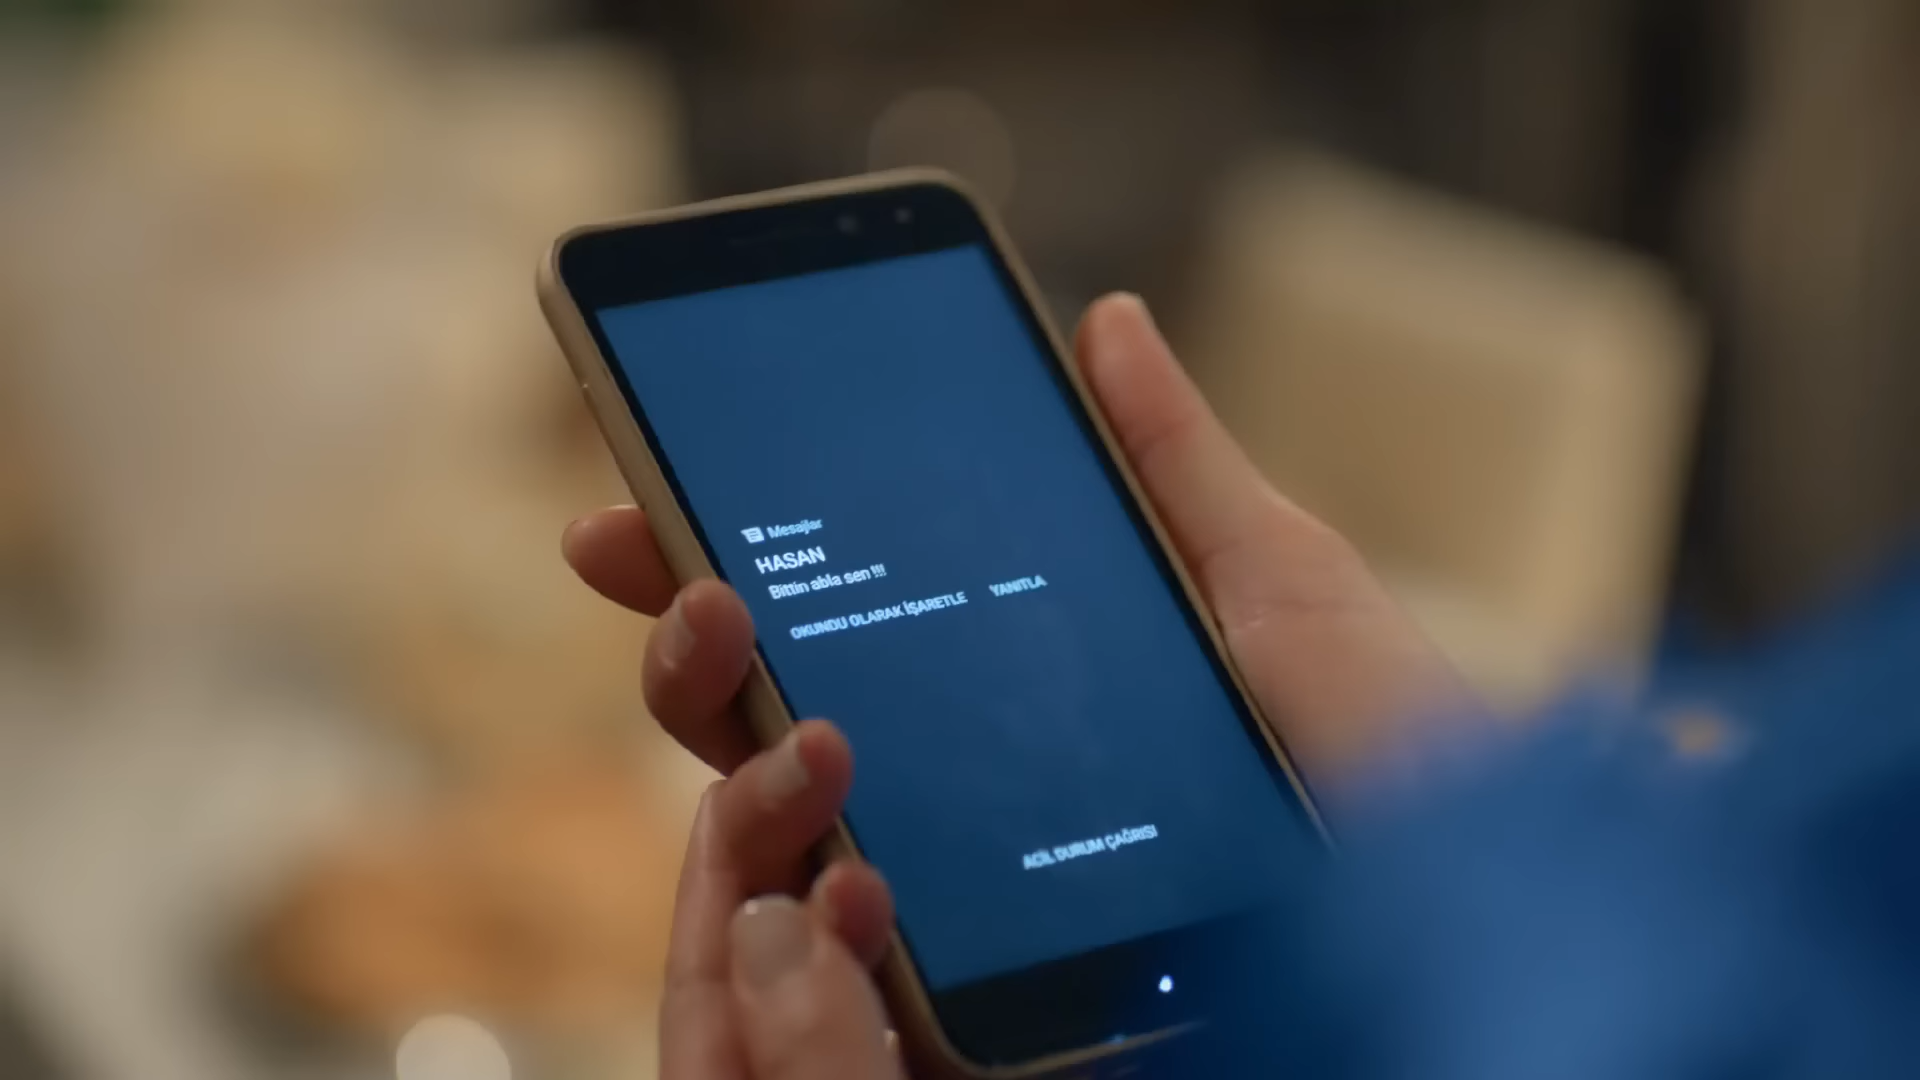 Mesajlar
HASAN
Bittin abla sen !!!
OKUNDU OLARAK İŞARETLE YANITLA
ACİL DURUM ÇAĞRISI